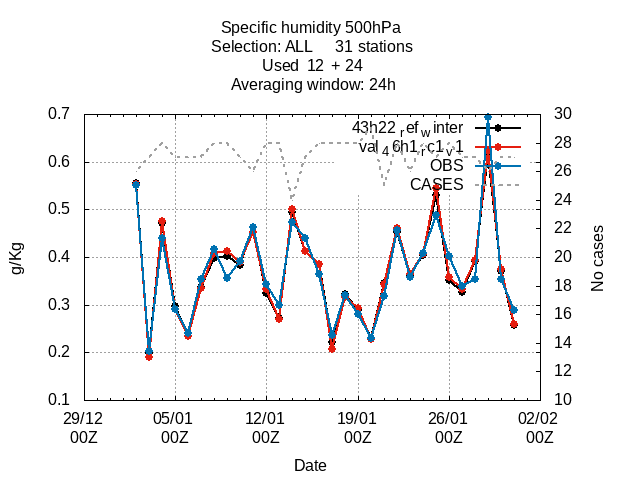 Specific humidity 500hPa
Selection: ALL 31 stations
Used 12 + 24
Averaging window: 24h
43h22_ref_winter
val_46h1_rc1_v1
OBS
CASES
g/Kg
No cases
0.7
0.6
0.5
0.4
0.3
0.2
0.1
30
28
26
24
22
20
18
16
14
12
10
29/12 05/01 12/01 19/01 26/01 02/02
00Z 00Z 00Z 00Z 00Z 00Z
Date